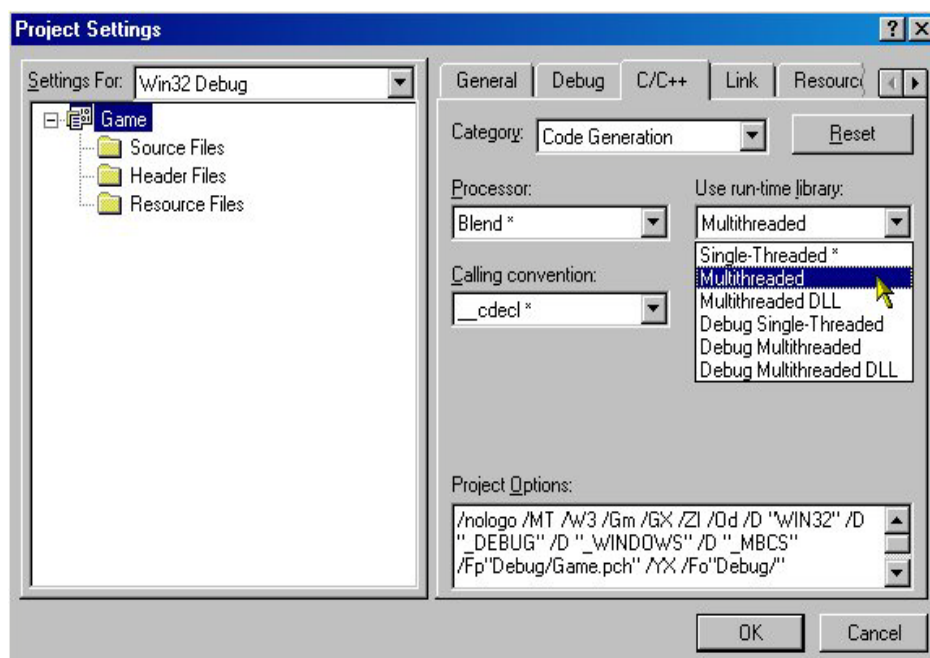 Project Settings
Settings For: Win32 Debug
Game
Source Files
Header Files
Resource Files
General Debug C/C++ Link
Category: Code Generation Reset
Processor: Use run-time library:
Blend * Multithreaded
Single-Threaded *
Multithreaded
Calling convention: Multithreaded DLL
__cdecl * Debug Single-Threaded
Debug Multithreaded
Debug Multithreaded DLL
Project Options:
/nologo /MT /W3 /Gm /GX /ZI /Od /D "WIN32" /D
"_DEBUG" /D "_WINDOWS" /D "_MBCS"
/Fp"Debug/Game.pch" /YX /Fo"Debug/"
OK Cancel